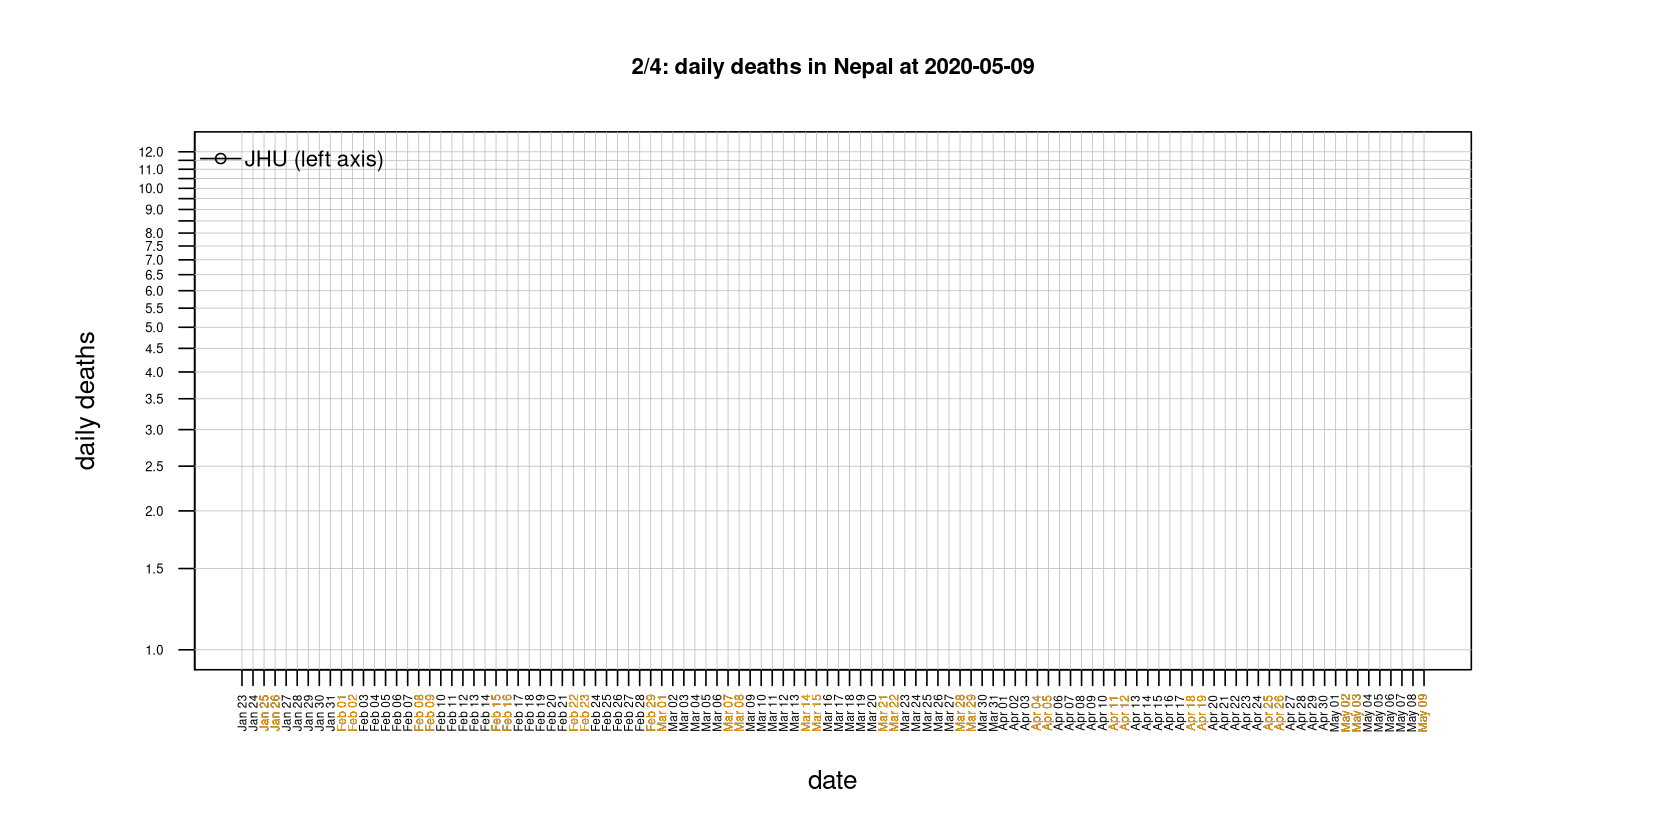 2/4: daily deaths in Nepal at 2020-05-09
JHU (left axis)
12.0
11.0
10.0
9.0
8.0
7.5
7.0
6.5
6.0
5.5
5.0
4.5
4.0
3.5
3.0
2.5
2.0
1.5
1.0
daily deaths
Jan 23
Jan 24
Jan 25
Jan 26
Jan 27
Jan 28
Jan 29
Jan 30
Jan 31
Feb 01
Feb 02
Feb 03
Feb 04
Feb 05
Feb 06
Feb 07
Feb 08
Feb 09
Feb 10
Feb 11
Feb 12
Feb 13
Feb 14
Feb 15
Feb 16
Feb 17
Feb 18
Feb 19
Feb 20
Feb 21
Feb 22
Feb 23
Feb 24
Feb 25
Feb 26
Feb 27
Feb 28
Feb 29
Mar 01
Mar 02
Mar 03
Mar 04
Mar 05
Mar 06
Mar 07
Mar 08
Mar 09
Mar 10
Mar 11
Mar 12
Mar 13
Mar 14
Mar 15
Mar 16
Mar 17
Mar 18
Mar 19
Mar 20
Mar 21
Mar 22
Mar 23
Mar 24
Mar 25
Mar 26
Mar 27
Mar 28
Mar 29
Mar 30
Mar 31
Apr 01
Apr 02
Apr 03
Apr 04
Apr 05
Apr 06
Apr 07
Apr 08
Apr 09
Apr 10
Apr 11
Apr 12
Apr 13
Apr 14
Apr 15
Apr 16
Apr 17
Apr 18
Apr 19
Apr 20
Apr 21
Apr 22
Apr 23
Apr 24
Apr 25
Apr 26
Apr 27
Apr 28
Apr 29
Apr 30
May 01
May 02
May 03
May 04
May 05
May 06
May 07
May 08
May 09
date